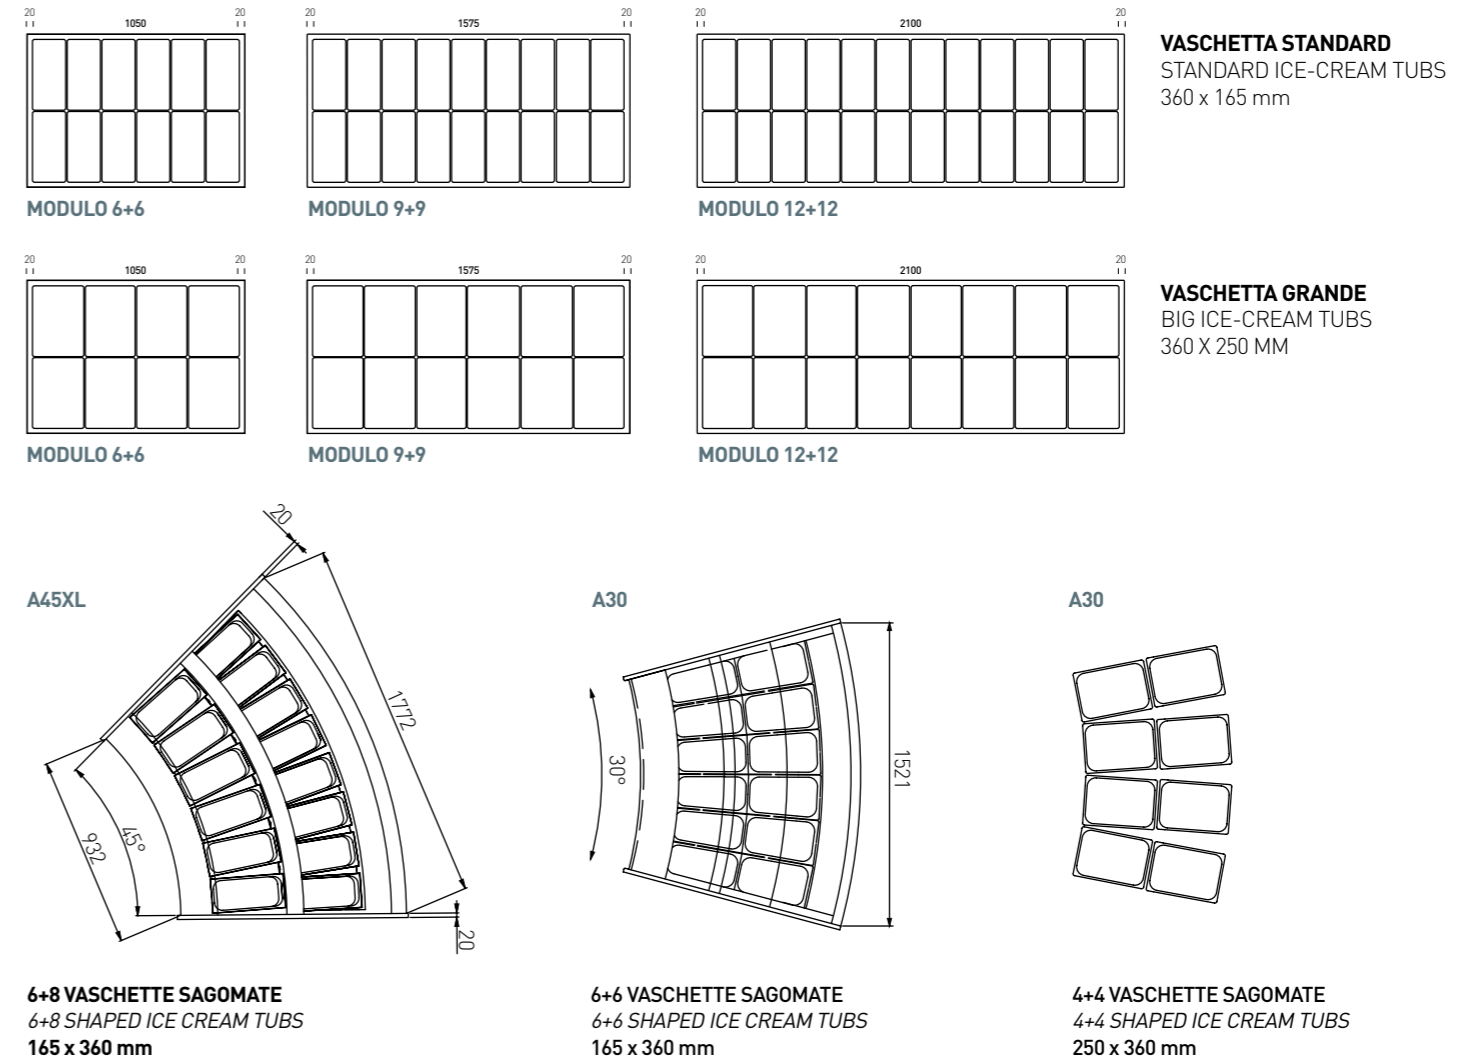 20 1050 20
20 1575 20
20 2100 20
VASCHETTA STANDARD
STANDARD ICE-CREAM TUBS
360 x 165 mm
MODULO 6+6
MODULO 9+9
MODULO 12+12
20 1050 20
20 1575 20
20 2100 20
VASCHETTA GRANDE
BIG ICE-CREAM TUBS
360 X 250 MM
MODULO 6+6
MODULO 9+9
MODULO 12+12
A45XL
20
1772
932
45°
20
A30
30°
1521
A30
6+8 VASCHETTE SAGOMATE
6+8 SHAPED ICE CREAM TUBS
165 x 360 mm
6+6 VASCHETTE SAGOMATE
6+6 SHAPED ICE CREAM TUBS
165 x 360 mm
4+4 VASCHETTE SAGOMATE
4+4 SHAPED ICE CREAM TUBS
250 x 360 mm